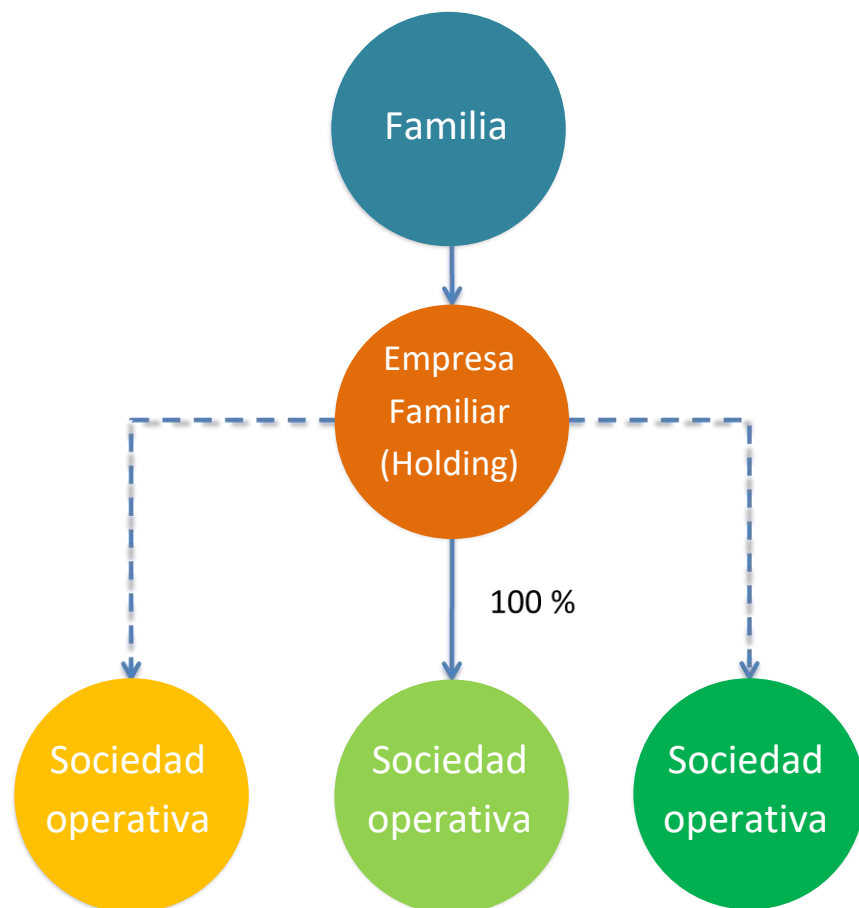 Familia
Empresa
Familiar
(Holding)
100 %
Sociedad
operativa
Sociedad
operativa
Sociedad
operativa